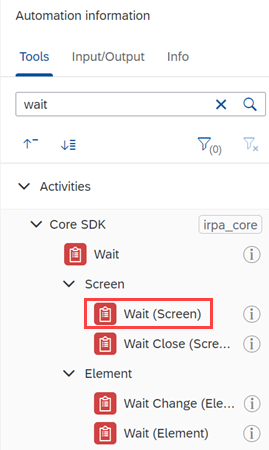 Automation information
Tools Input/Output Info
wait
(0)
Activities
Core SDK irpa_core
Wait
Screen
Wait (Screen)
Wait Close (Scre...
Element
Wait Change (Ele...
Wait (Element)